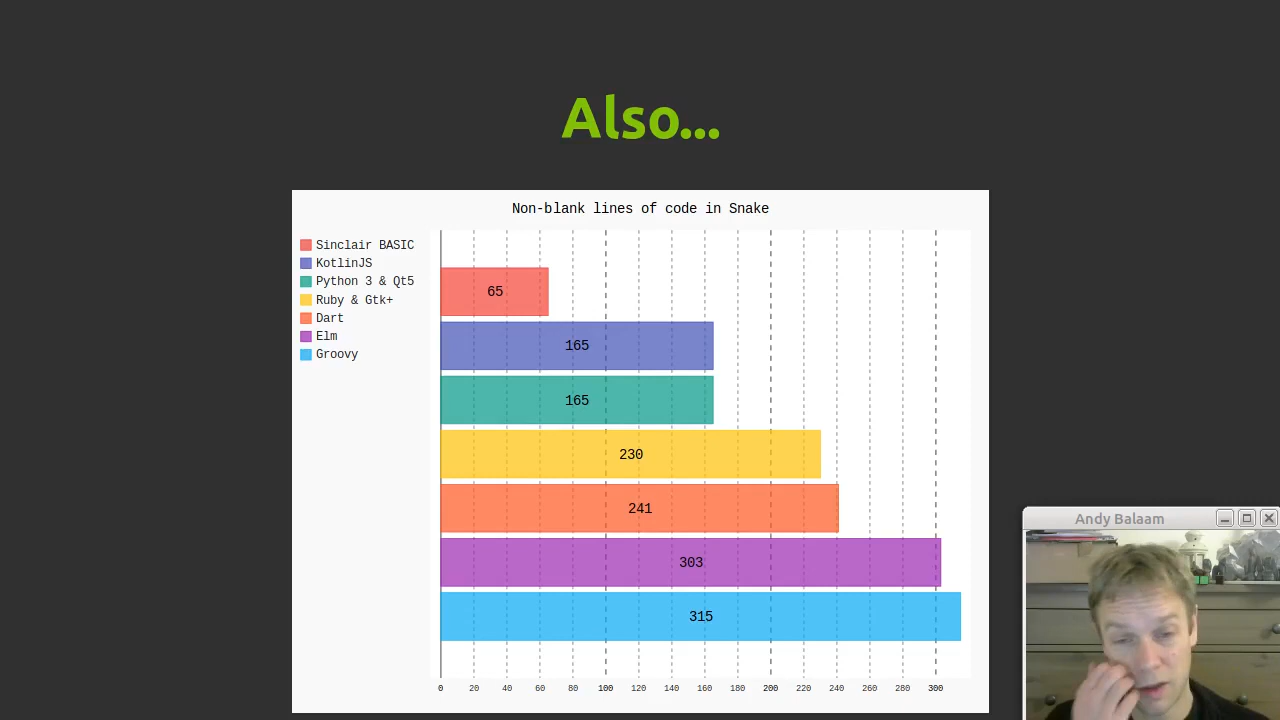 Also...
Non-blank lines of code in Snake
Sinclair BASIC
KotlinJS
Python 3 & Qt5
Ruby & Gtk+
Dart
Elm
Groovy
65
165
165
230
241
303
315
0 20 40 60 80 100 120 140 160 180 200 220 240 260 280 300
Andy Balaam